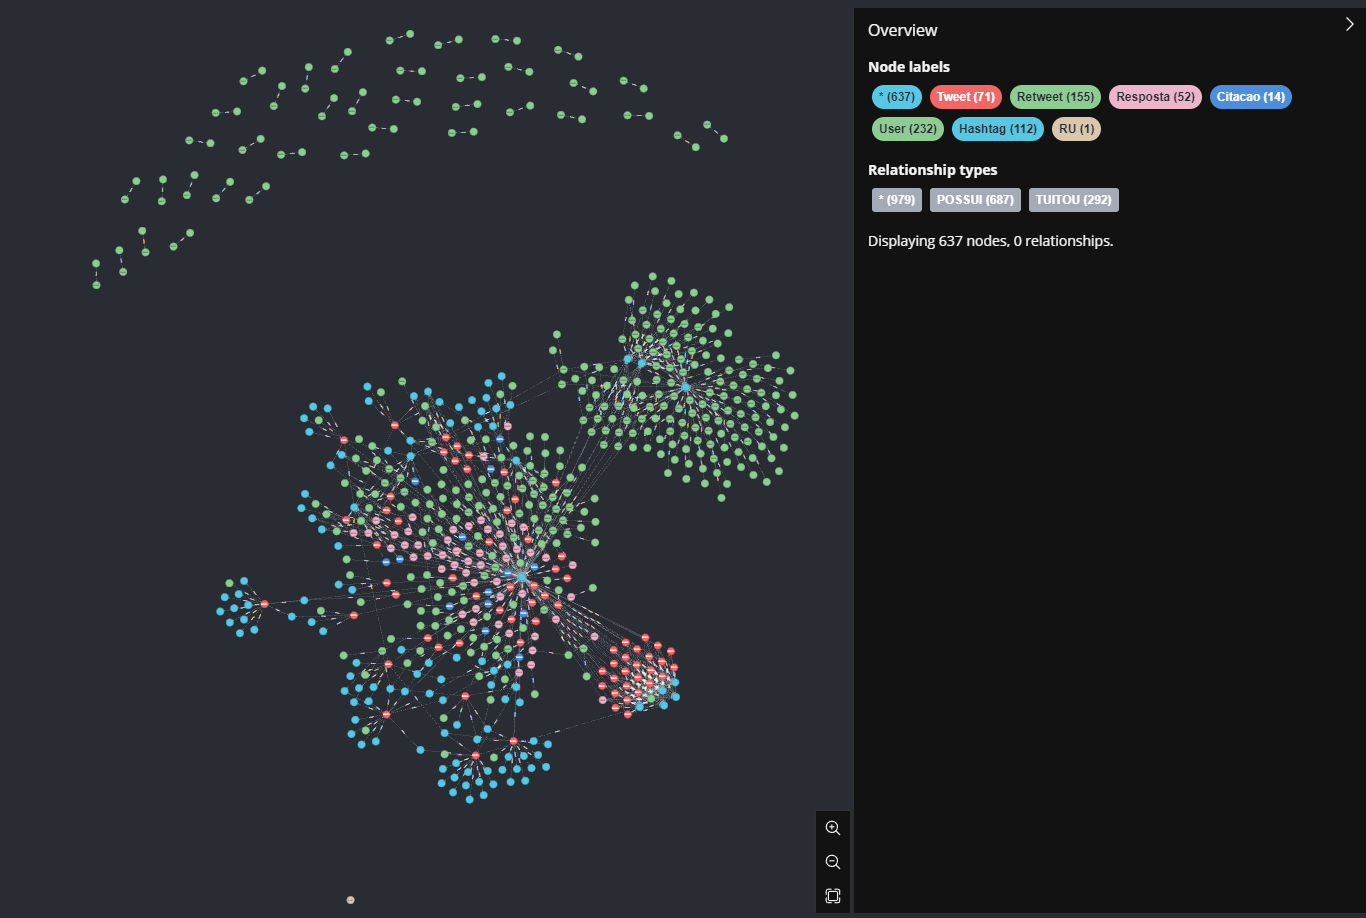 Overview
Node labels
* (637) Tweet (71) Retweet (155) Resposta (52) Citacao (14)
User (232) Hashtag (112) RU (1)
Relationship types
* (979) POSSUI (687) TUITOU (292)
Displaying 637 nodes, 0 relationships.